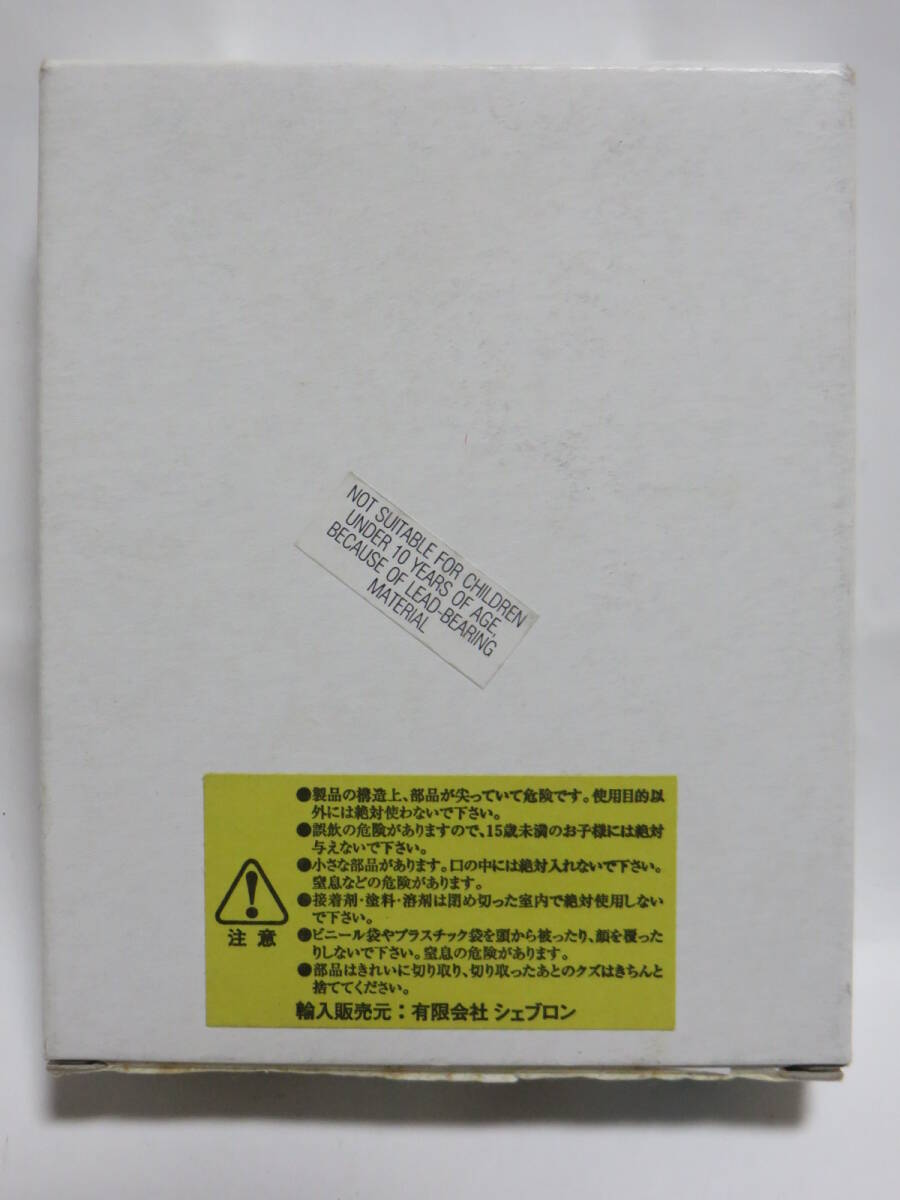 NOT SUITABLE FOR CHILDREN
UNDER 10 YEARS OF AGE,
BECAUSE OF LEAD-BEARING
MATERIAL
●製品の構造上、部品が尖っていて危険です。使用目的以
外には絶対使わないで下さい。
●誤飲の危険がありますので、15歳未満のお子様には絶対
与えないで下さい。
●小さな部品があります。口の中には絶対入れないで下さい。
窒息などの危険があります。
●接着剤・塗料・溶剤は閉め切った室内で絶対使用しない
で下さい。
●ビニール袋やプラスチック袋を頭から被ったり、顔を覆った
りしないで下さい。窒息の危険があります。
●部品はきれいに切り取り、切り取ったあとのクズはきちんと
捨ててください。
注意
輸入販売元：有限会社 シェブロン